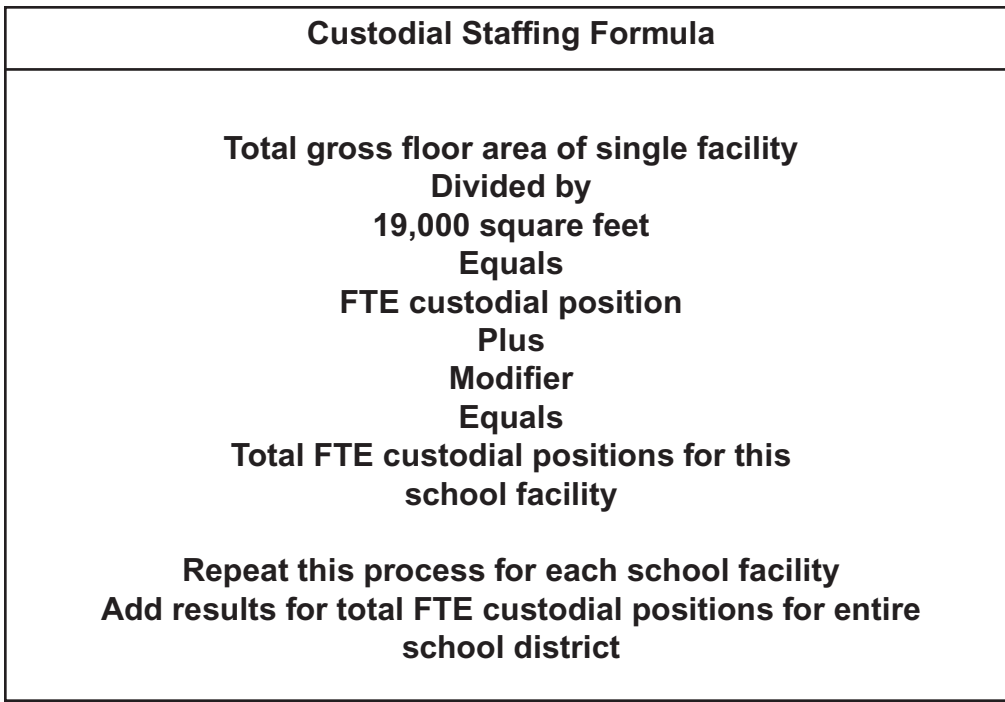 Custodial Staffing Formula
Total gross floor area of single facility
Divided by
19,000 square feet
Equals
FTE custodial position
Plus
Modifier
Equals
Total FTE custodial positions for this
school facility
Repeat this process for each school facility
Add results for total FTE custodial positions for entire
school district